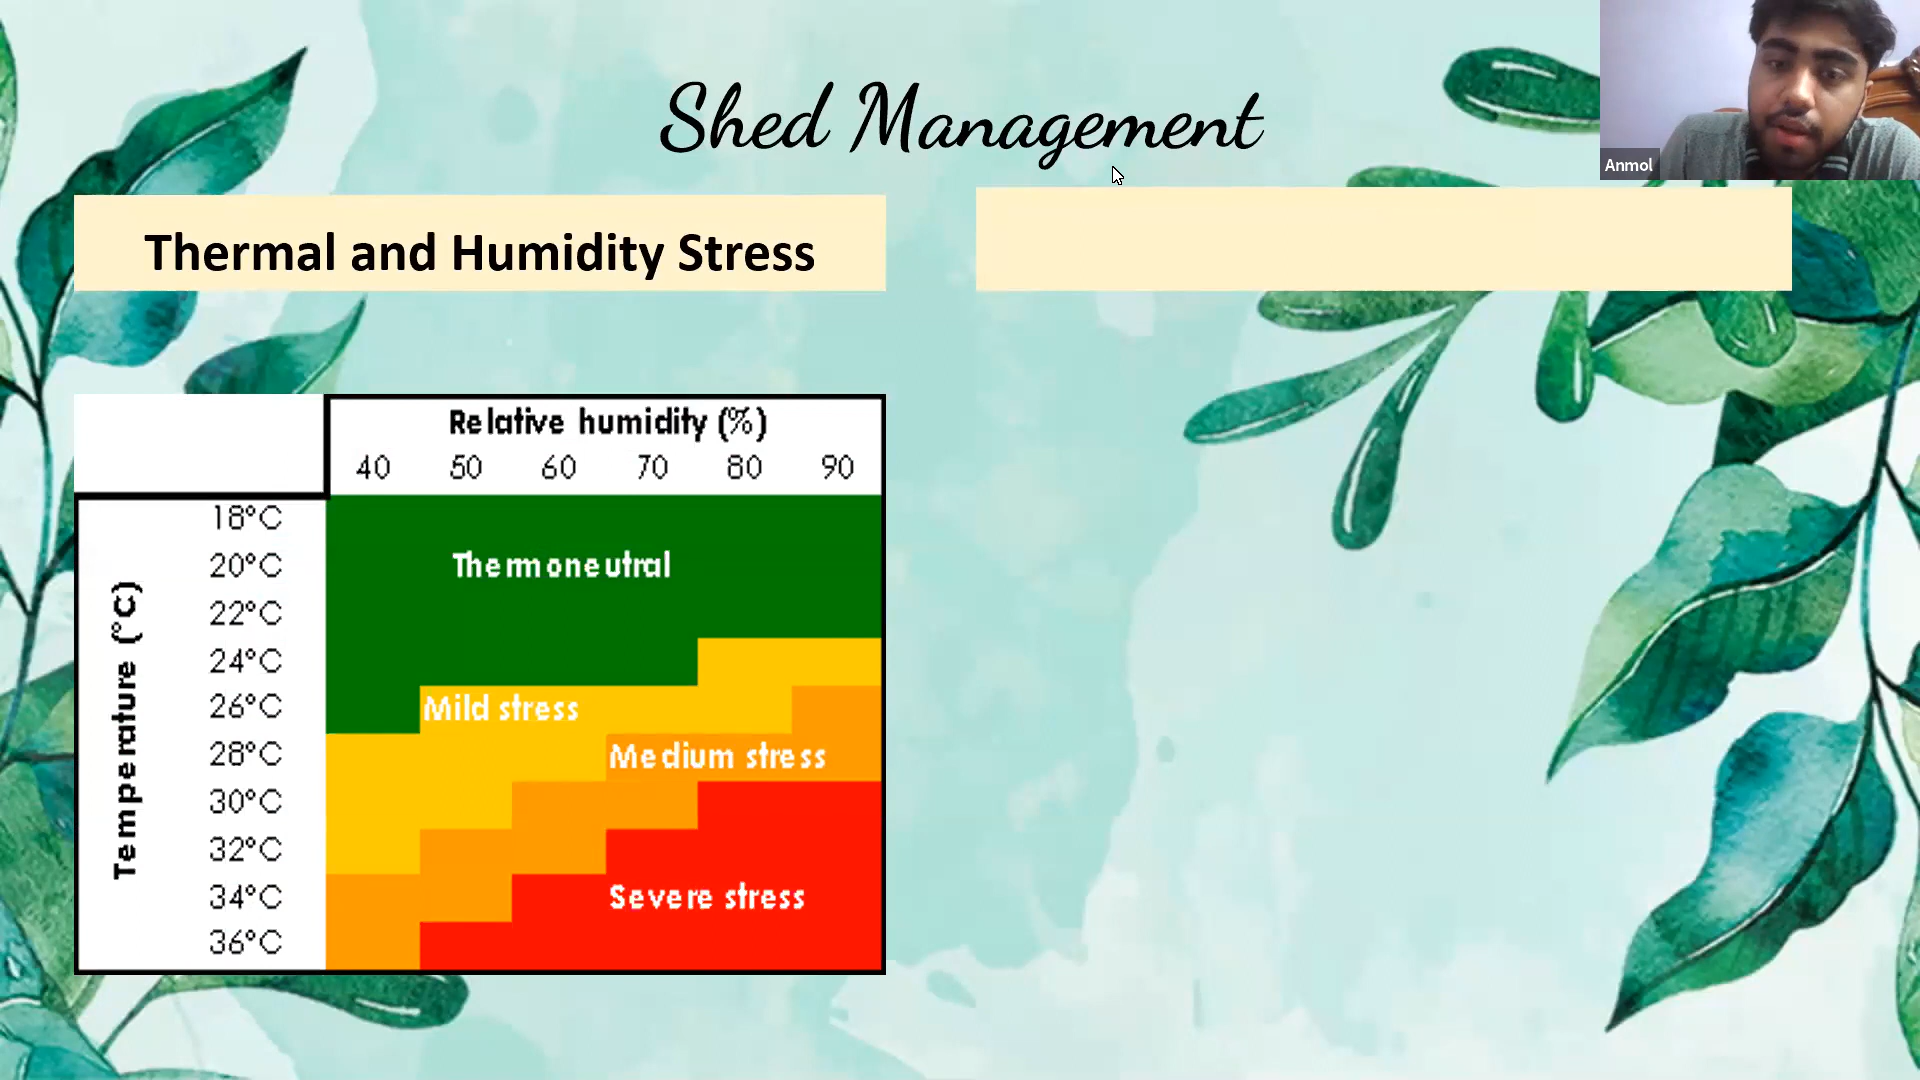 Shed Management
Anmol
Thermal and Humidity Stress
Relative humidity (%)
40 50 60 70 80 90
Temperature (°C)
18°C
20°C Thermoneutral
22°C
24°C
26°C Mild stress
28°C Medium stress
30°C
32°C
34°C Severe stress
36°C